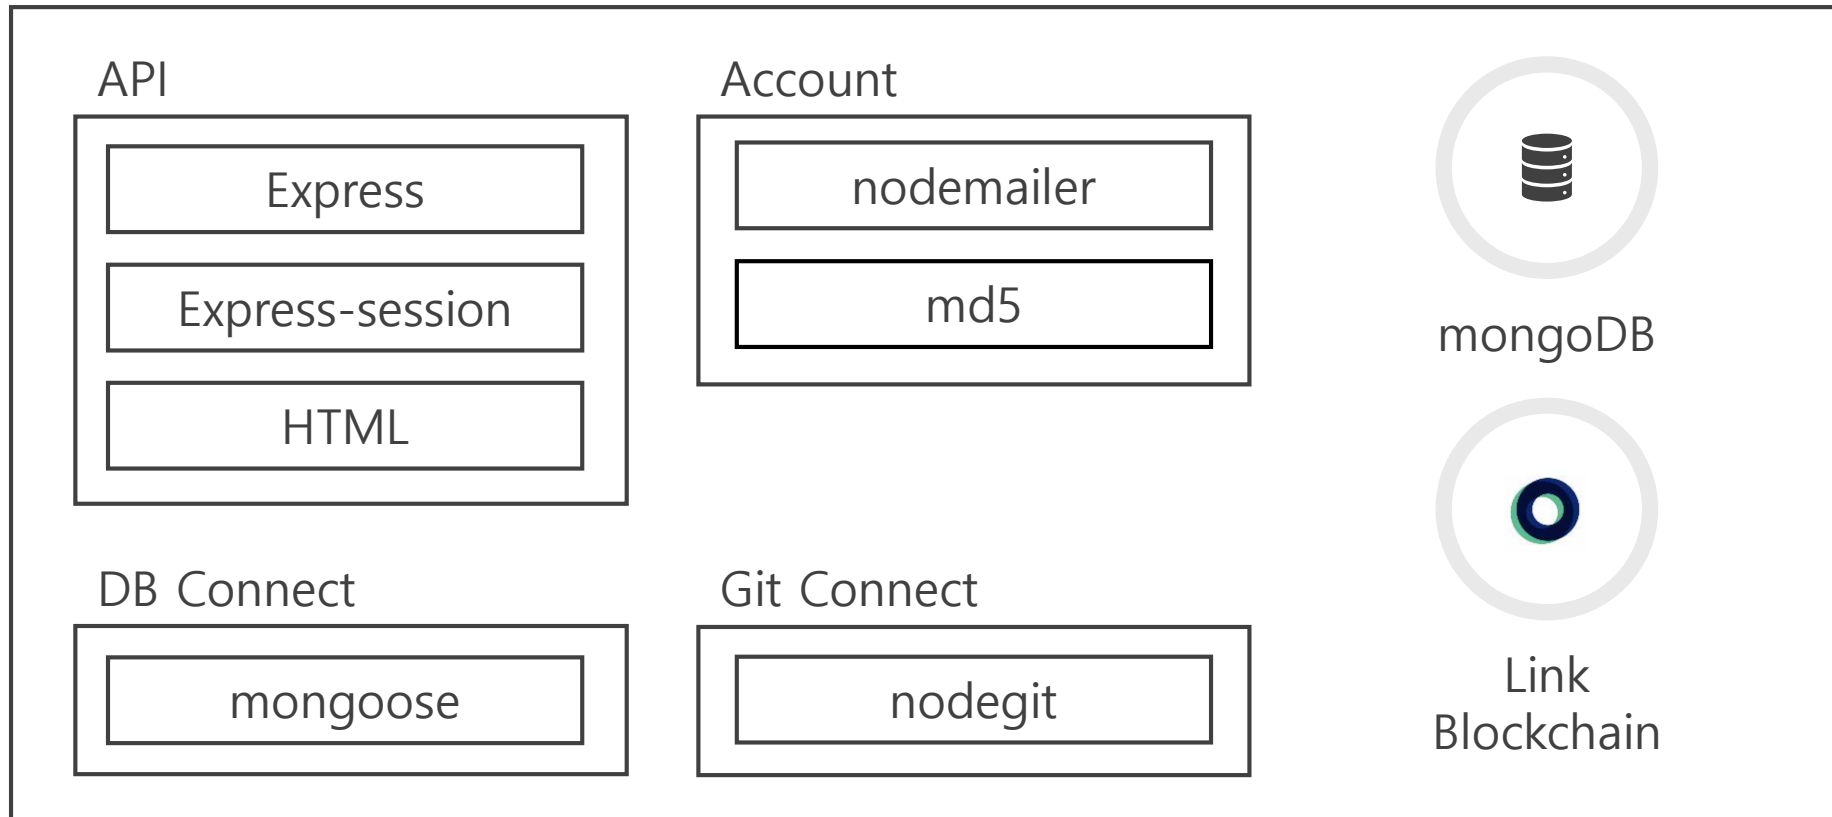 API
Express
Express-session
HTML
Account
nodemailer
md5
mongoDB
DB Connect
mongoose
Git Connect
nodegit
Link
Blockchain